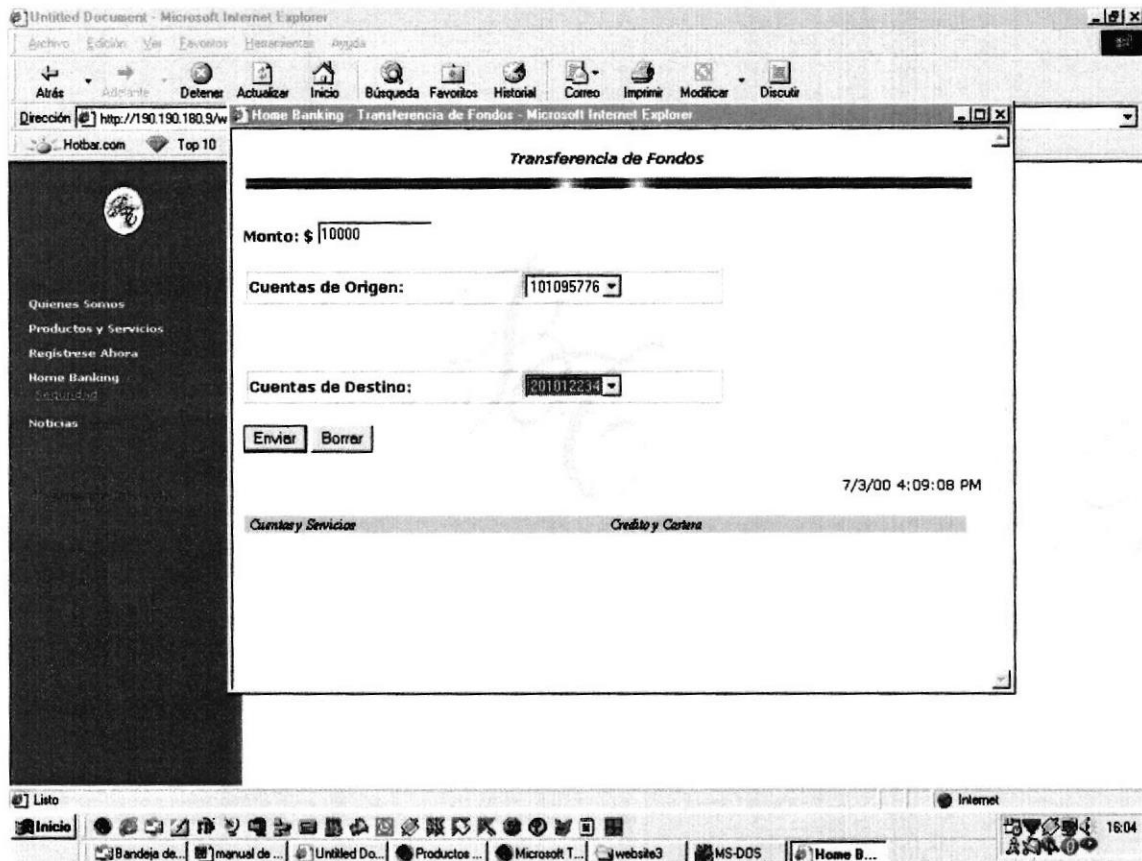 Untitled Document - Microsoft Internet Explorer
Archivo Edición Ver Favoritos Herramientas Ayuda
Atrás Adelante Detener Actualizar Inicio Búsqueda Favoritos Historial Correo Imprimir Modificar Discutir
Dirección http://190.190.180.9/w
Home Banking - Transferencia de Fondos - Microsoft Internet Explorer
Hotbar.com Top 10
Transferencia de Fondos
Monto: $ 10000
Cuentas de Origen: 101095776
Quienes Somos
Productos y Servicios
Regístrese Ahora
Home Banking
Seguridad
Noticias
Cuentas de Destino: 201012234
Enviar Borrar
7/3/00 4:09:08 PM
Cuentas y Servicios Credito y Cartera
Listo Internet
Inicio 16:04
Bandeja de... manual de ... Untitled Do... Productos ... Microsoft T... website3 MS-DOS Home B...